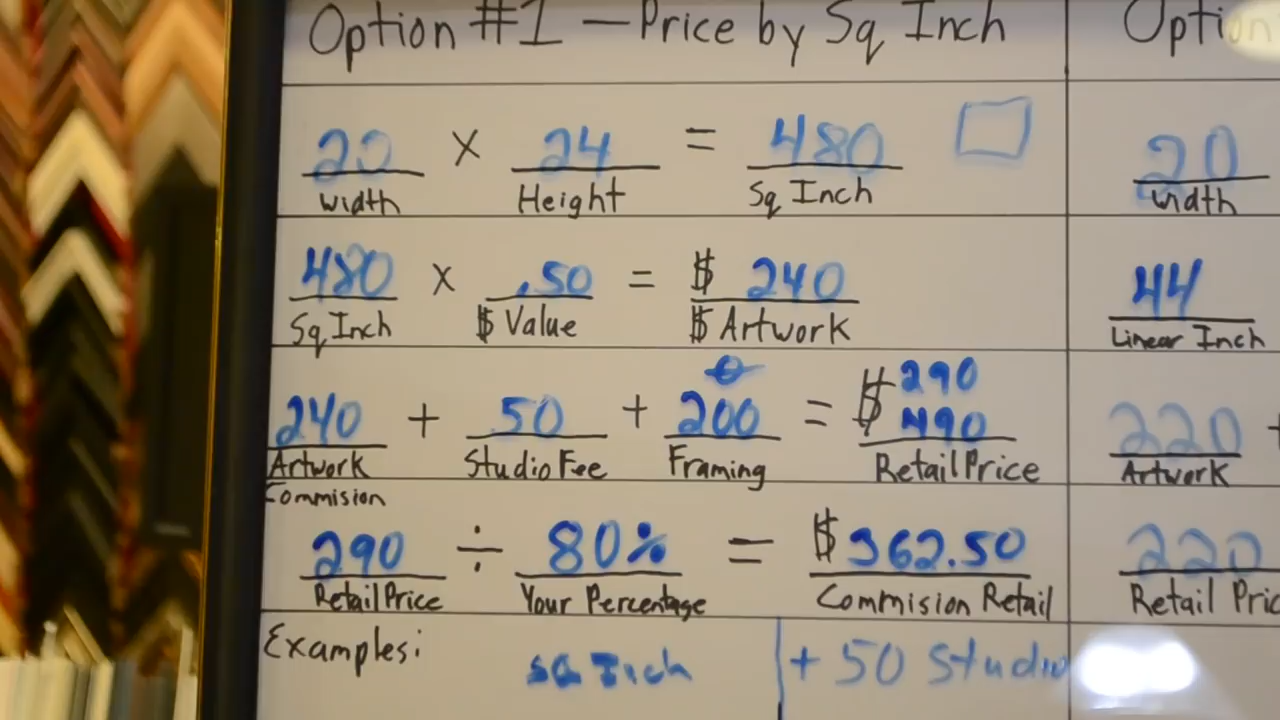 Option #1 — Price by Sq Inch
20 × 24 = 480
Width Height Sq Inch
480 × .50 = $ 240
Sq Inch $ Value $ Artwork
0 290
240 + 50 + 200 = $ 490
Artwork Studio Fee Framing Retail Price
Commision
290 ÷ 80% = $ 362.50
Retail Price Your Percentage Commision Retail
Examples:
sq Inch + 50 Studio
Option
20
Width
44
Linear Inch
220 +
Artwork
220
Retail Pric